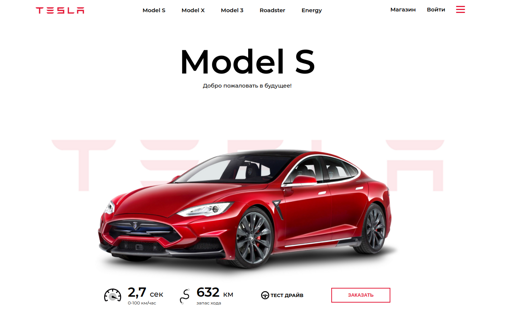 TESLA
Model S
Model X
Model 3
Roadster
Energy
Магазин
Войти
Model S
Добро пожаловать в будущее!
TESLA
2,7 сек
0-100 км/час
632 км
запас хода
ТЕСТ ДРАЙВ
ЗАКАЗАТЬ